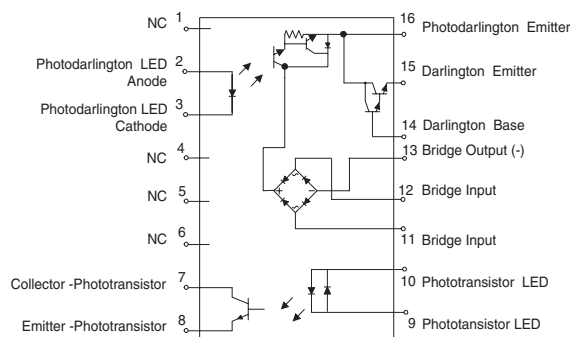 NC 1
Photodarlington LED
Anode
2
Photodarlington LED
Cathode
3
NC 4
NC 5
NC 6
Collector -Phototransistor 7
Emitter -Phototransistor 8
16 Photodarlington Emitter
15 Darlington Emitter
14 Darlington Base
13 Bridge Output (-)
12 Bridge Input
11 Bridge Input
10 Phototransistor LED
9 Phototansistor LED